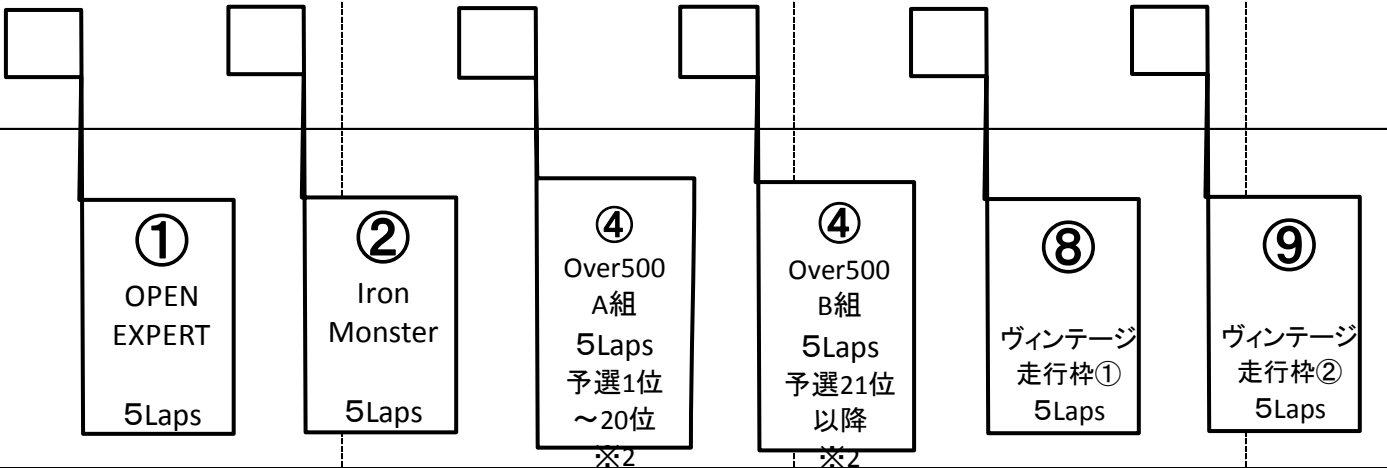 ①
OPEN
EXPERT
5Laps
②
Iron
Monster
5Laps
④
Over500
A組
5Laps
予選1位
～20位
※2
④
Over500
B組
5Laps
予選21位
以降
※2
⑧
ヴィンテージ
走行枠①
5Laps
⑨
ヴィンテージ
走行枠②
5Laps